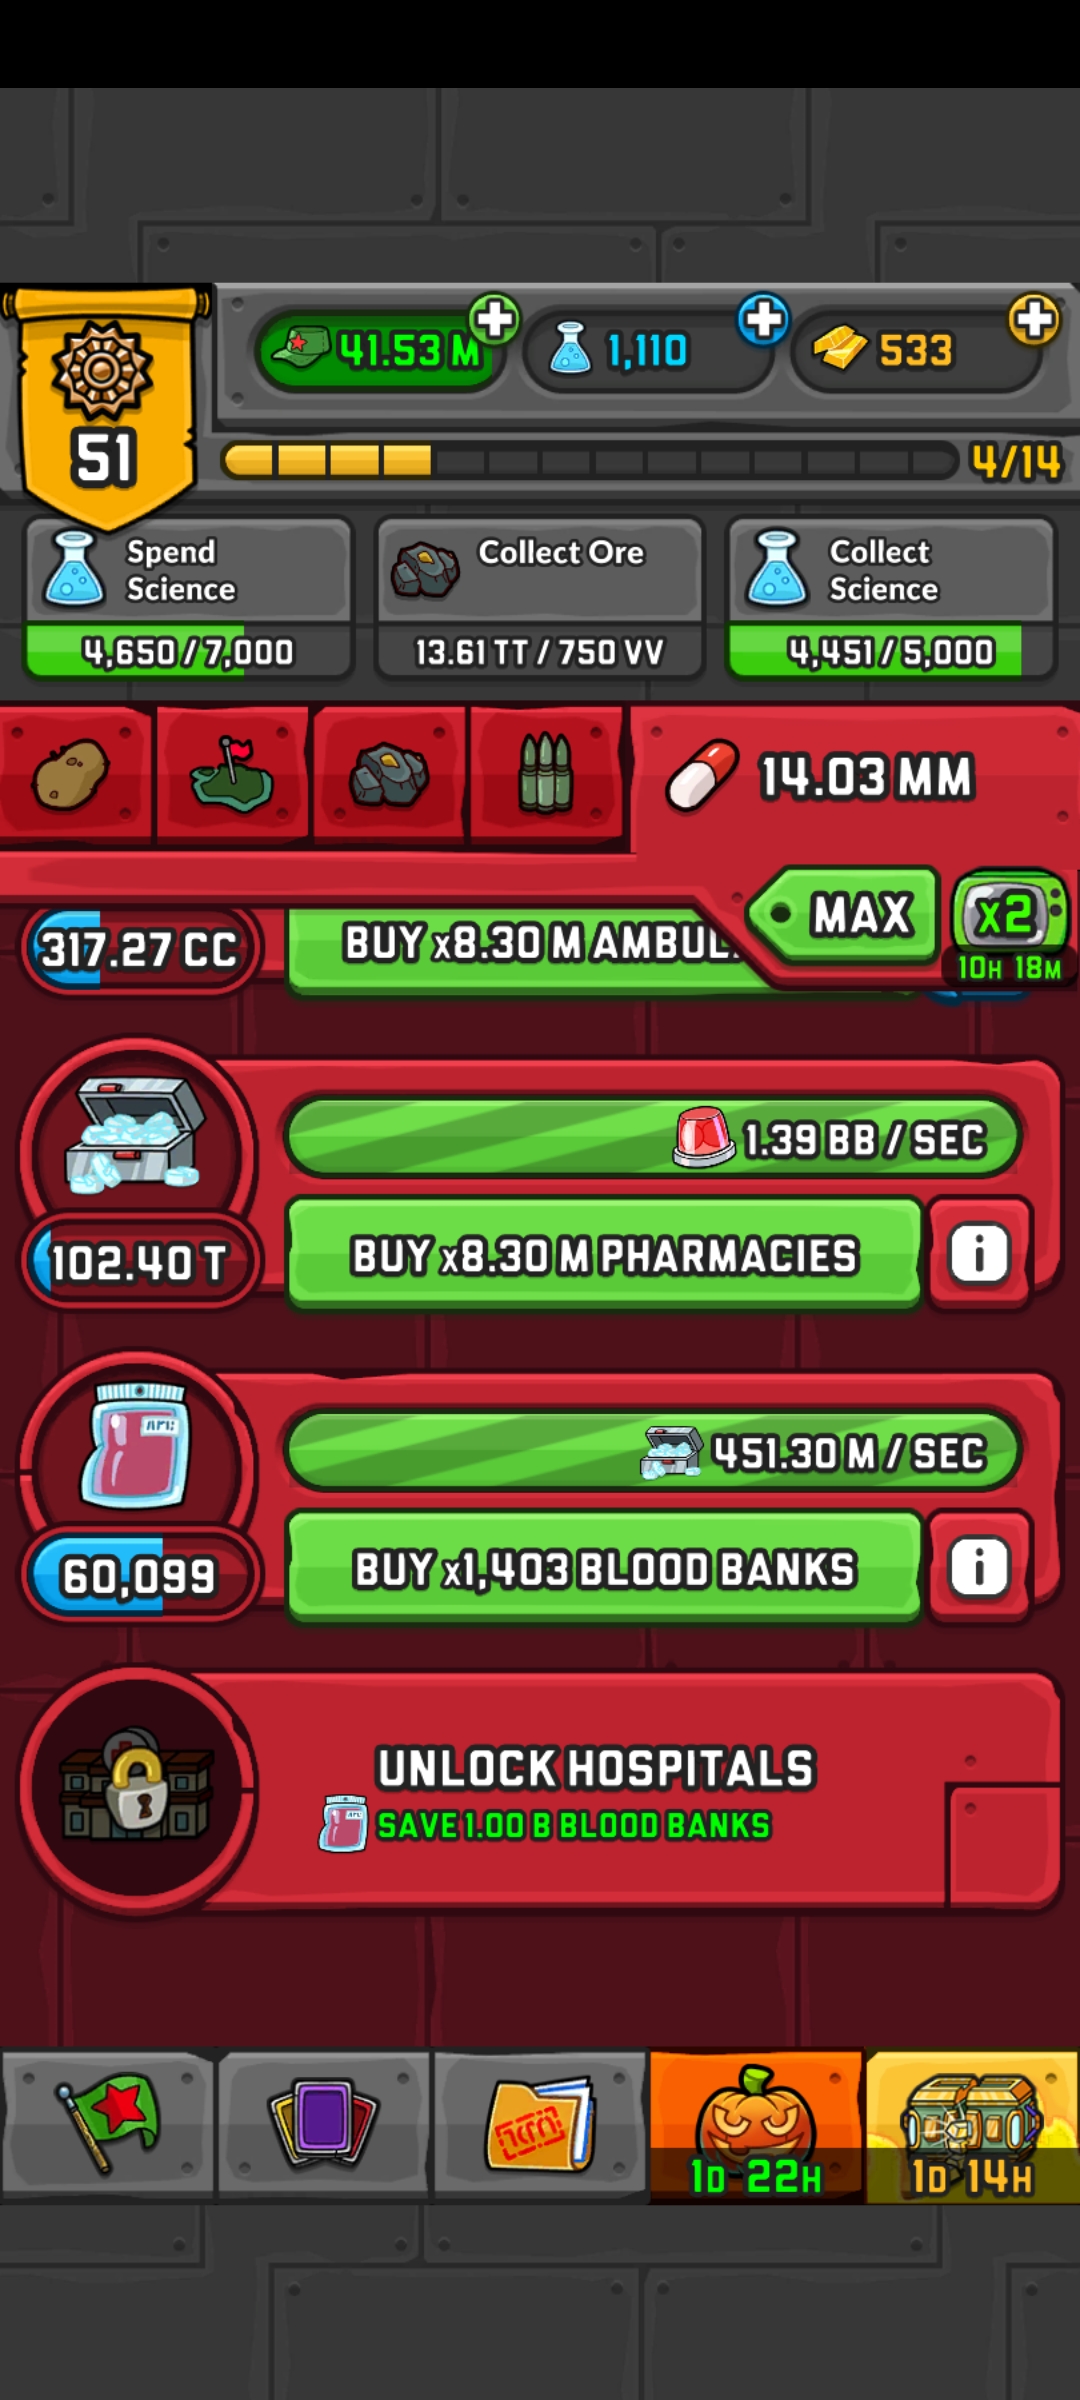 41.53 M
1,110
533
51
4/14
Spend
Science
4,650/7,000
Collect Ore
13.61 TT / 750 VV
Collect
Science
4,451/5,000
14.03 MM
MAX
x2
10H 18M
317.27 CC
BUY x8.30 M AMBUL
1.39 BB / SEC
102.40 T
BUY x8.30 M PHARMACIES
i
451.30 M / SEC
60,099
BUY x1,403 BLOOD BANKS
i
UNLOCK HOSPITALS
SAVE 1.00 B BLOOD BANKS
1D 22H
1D 14H